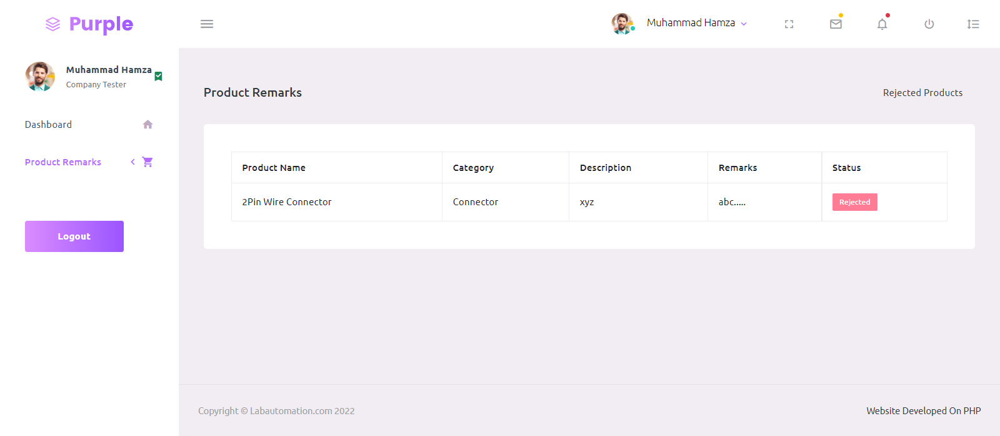 Purple
Muhammad Hamza
Muhammad Hamza
Company Tester
Dashboard
Product Remarks
Logout
Product Remarks
Rejected Products
Product Name Category Description Remarks Status
2Pin Wire Connector Connector xyz abc..... Rejected
Copyright © Labautomation.com 2022
Website Developed On PHP